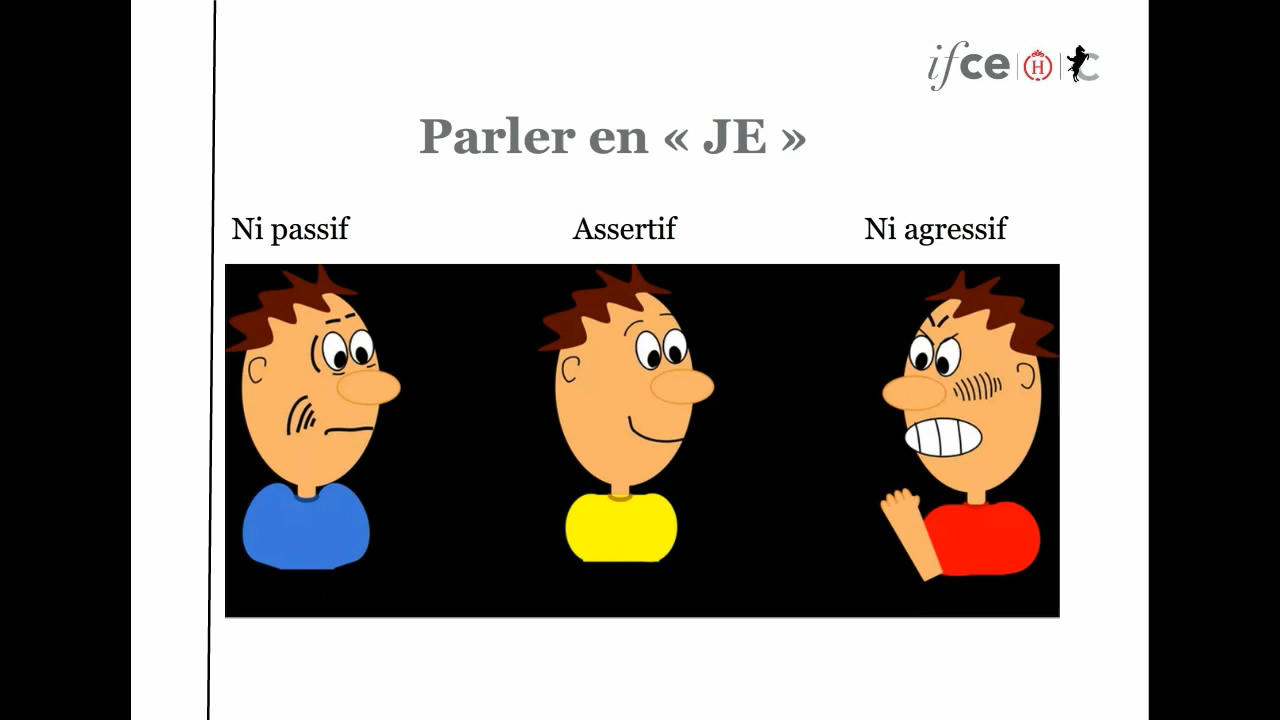 ifce | H | C
Parler en « JE »
Ni passif
Assertif
Ni agressif